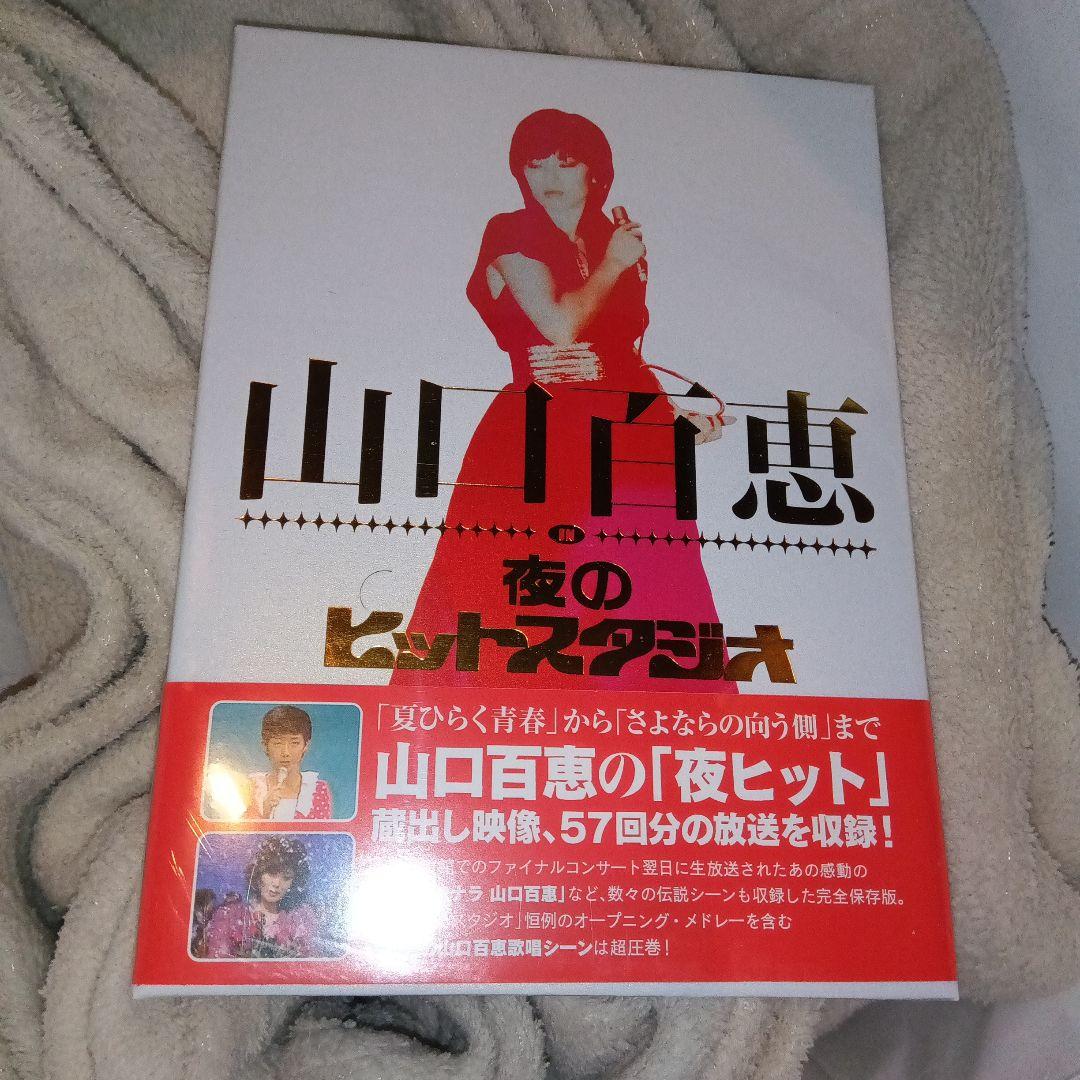 山口百恵
IN
夜の
ヒットスタジオ
「夏ひらく青春」から「さよならの向う側」まで
山口百恵の「夜ヒット」
蔵出し映像、57回分の放送を収録!
でのファイナルコンサート翌日に生放送されたあの感動の
ナラ 山口百恵」など、数々の伝説シーンも収録した完全保存版。
スタジオ」恒例のオープニング・メドレーを含む
山口百恵歌唱シーンは超圧巻!